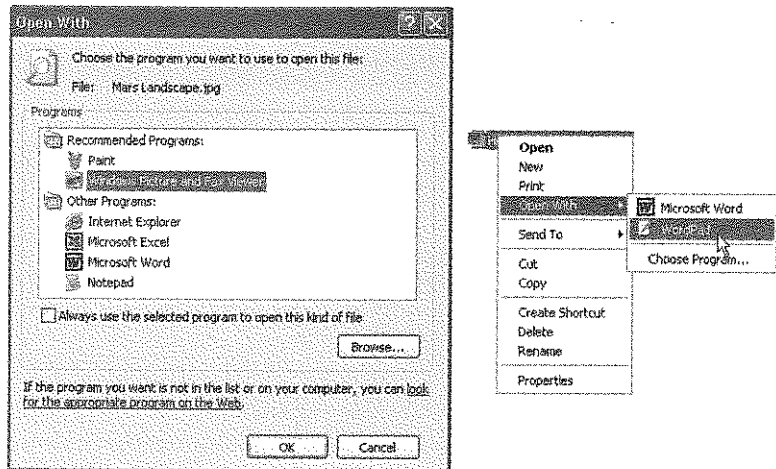 Open With
Choose the program you want to use to open this file:
File: Mars Landscape.jpg
Programs
Recommended Programs:
Paint
Windows Picture and Fax Viewer
Other Programs:
Internet Explorer
Microsoft Excel
Microsoft Word
Notepad
Always use the selected program to open this kind of file
Browse...
If the program you want is not in the list or on your computer, you can look
for the appropriate program on the Web.
OK
Cancel
Open
New
Print
Open With
Send To
Cut
Copy
Create Shortcut
Delete
Rename
Properties
Microsoft Word
WordPad
Choose Program...